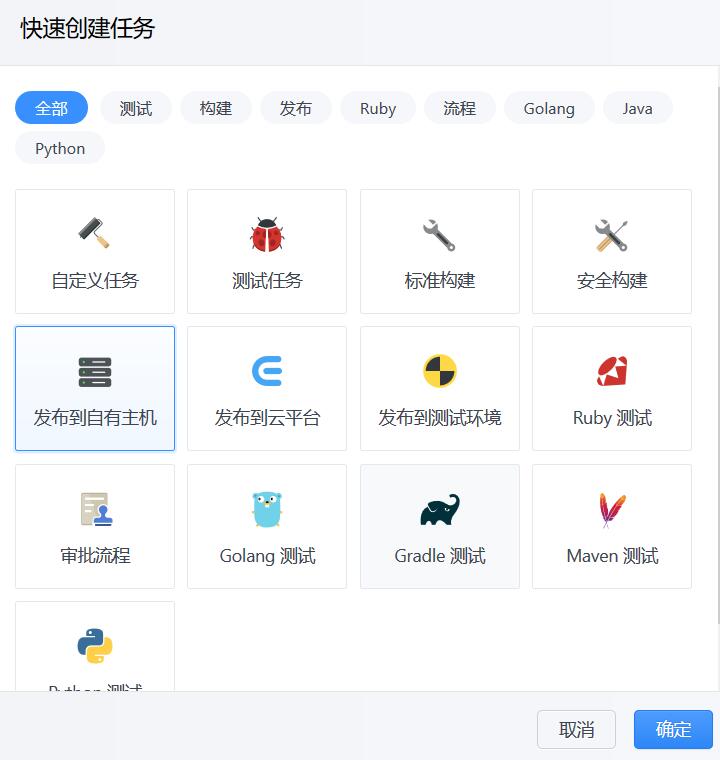 快速创建任务
全部 测试 构建 发布 Ruby 流程 Golang Java
Python
自定义任务 测试任务 标准构建 安全构建
发布到自有主机 发布到云平台 发布到测试环境 Ruby 测试
审批流程 Golang 测试 Gradle 测试 Maven 测试
Python 测试
取消 确定